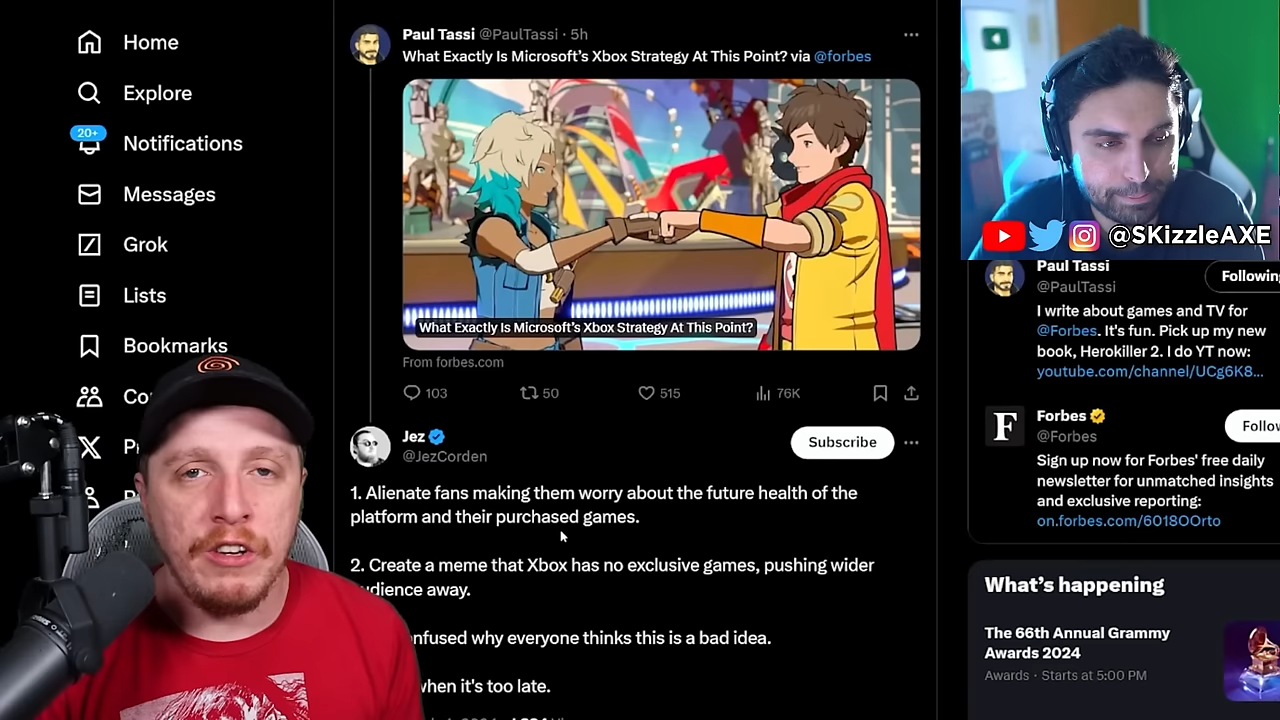 Home
Explore
20+
Notifications
Messages
Grok
Lists
Bookmarks
Paul Tassi @PaulTassi · 5h
What Exactly Is Microsoft's Xbox Strategy At This Point? via @forbes
What Exactly Is Microsoft's Xbox Strategy At This Point?
From forbes.com
103
50
515
76K
Jez
@JezCorden
Subscribe
1. Alienate fans making them worry about the future health of the
platform and their purchased games.
2. Create a meme that Xbox has no exclusive games, pushing wider
audience away.
confused why everyone thinks this is a bad idea.
when it's too late.
@SKizzleAXE
Paul Tassi
@PaulTassi
Following
I write about games and TV for
@Forbes. It's fun. Pick up my new
book, Herokiller 2. I do YT now:
youtube.com/channel/UCg6K8...
Forbes
@Forbes
Follow
Sign up now for Forbes' free daily
newsletter for unmatched insights
and exclusive reporting:
on.forbes.com/6018OOrto
What's happening
The 66th Annual Grammy
Awards 2024
Awards · Starts at 5:00 PM